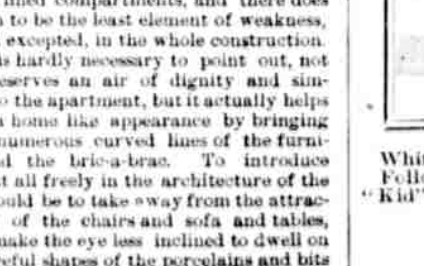 lined compartments, and there does
to be the least element of weakness,
excepted, in the whole construction.
is hardly necessary to point out, not
eserves an air of dignity and sim-
o the apartment, but it actually helps
a home like appearance by bringing
numerous curved lines of the furni-
d the bric-a-brac. To introduce
t all freely in the architecture of the
ould be to take away from the attrac-
of the chairs and sofa and tables,
make the eye less inclined to dwell on
eful shapes of the porcelains and bits
Whit
Folle
"Kid"